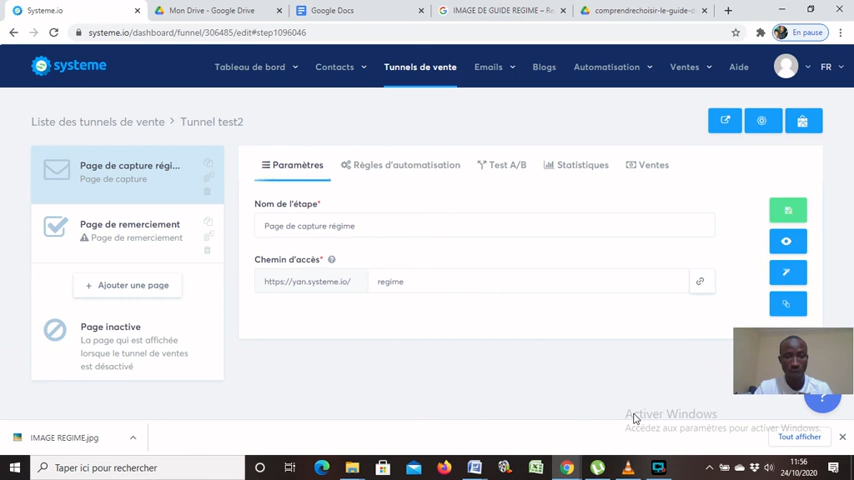 Systeme.io
Mon Drive - Google Drive
Google Docs
IMAGE DE GUIDE REGIME – Re
comprendrechoisir-le-guide-d
systeme.io/dashboard/funnel/306485/edit#step1096046
En pause
systeme
Tableau de bord
Contacts
Tunnels de vente
Emails
Blogs
Automatisation
Ventes
Aide
FR
Liste des tunnels de vente > Tunnel test2
Page de capture régi...
Page de capture
Paramètres
Règles d'automatisation
Test A/B
Statistiques
Ventes
Nom de l'étape*
Page de capture régime
Page de remerciement
Page de remerciement
Chemin d'accès*
https://yan.systeme.io/
regime
+ Ajouter une page
Page inactive
La page qui est affichée
lorsque le tunnel de ventes
est désactivé
Activer Windows
Accédez aux paramètres pour activer Windows.
IMAGE REGIME.jpg
Tout afficher
Taper ici pour rechercher
11:56
24/10/2020